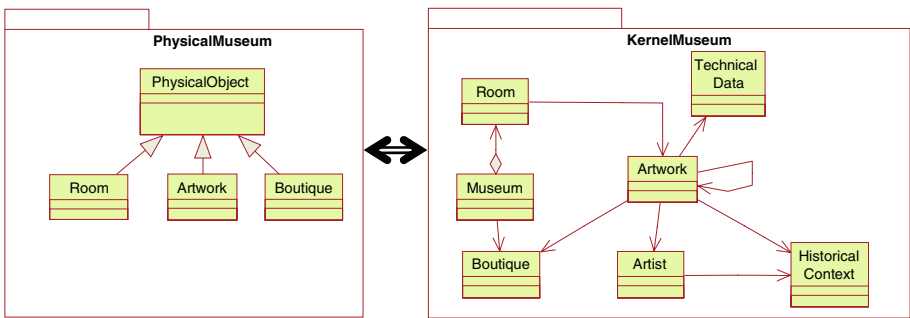 PhysicalMuseum
PhysicalObject
Room
Artwork
Boutique
KernelMuseum
Technical
Data
Room
Artwork
Museum
Boutique
Artist
Historical
Context